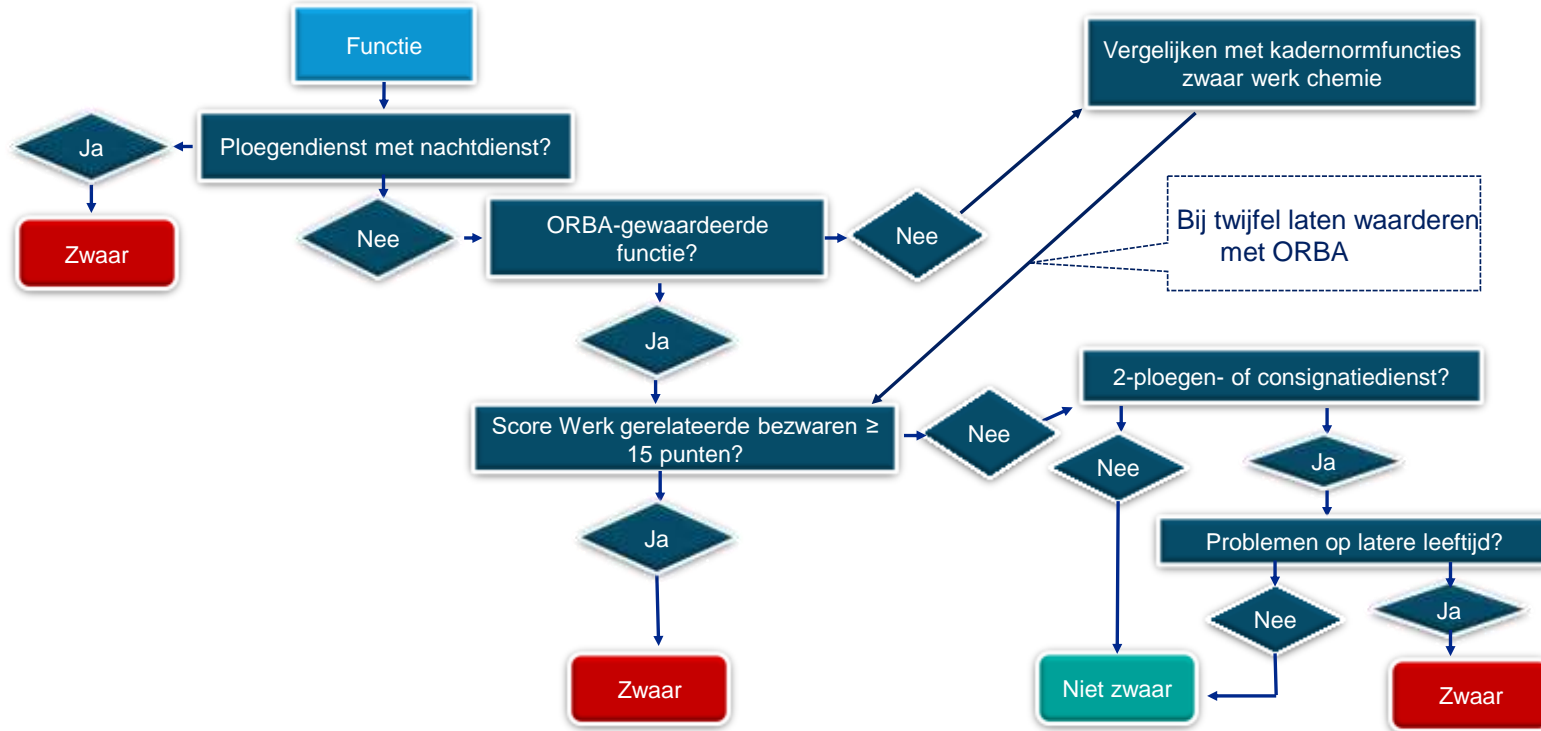 Functie
Vergelijken met kadernormfuncties
zwaar werk chemie
Ja
Ploegendienst met nachtdienst?
Zwaar
Nee
ORBA-gewaardeerde
functie?
Nee
Bij twijfel laten waarderen
met ORBA
Ja
2-ploegen- of consignatiedienst?
Score Werk gerelateerde bezwaren ≥
15 punten?
Nee
Nee
Ja
Ja
Problemen op latere leeftijd?
Nee
Ja
Zwaar
Niet zwaar
Zwaar